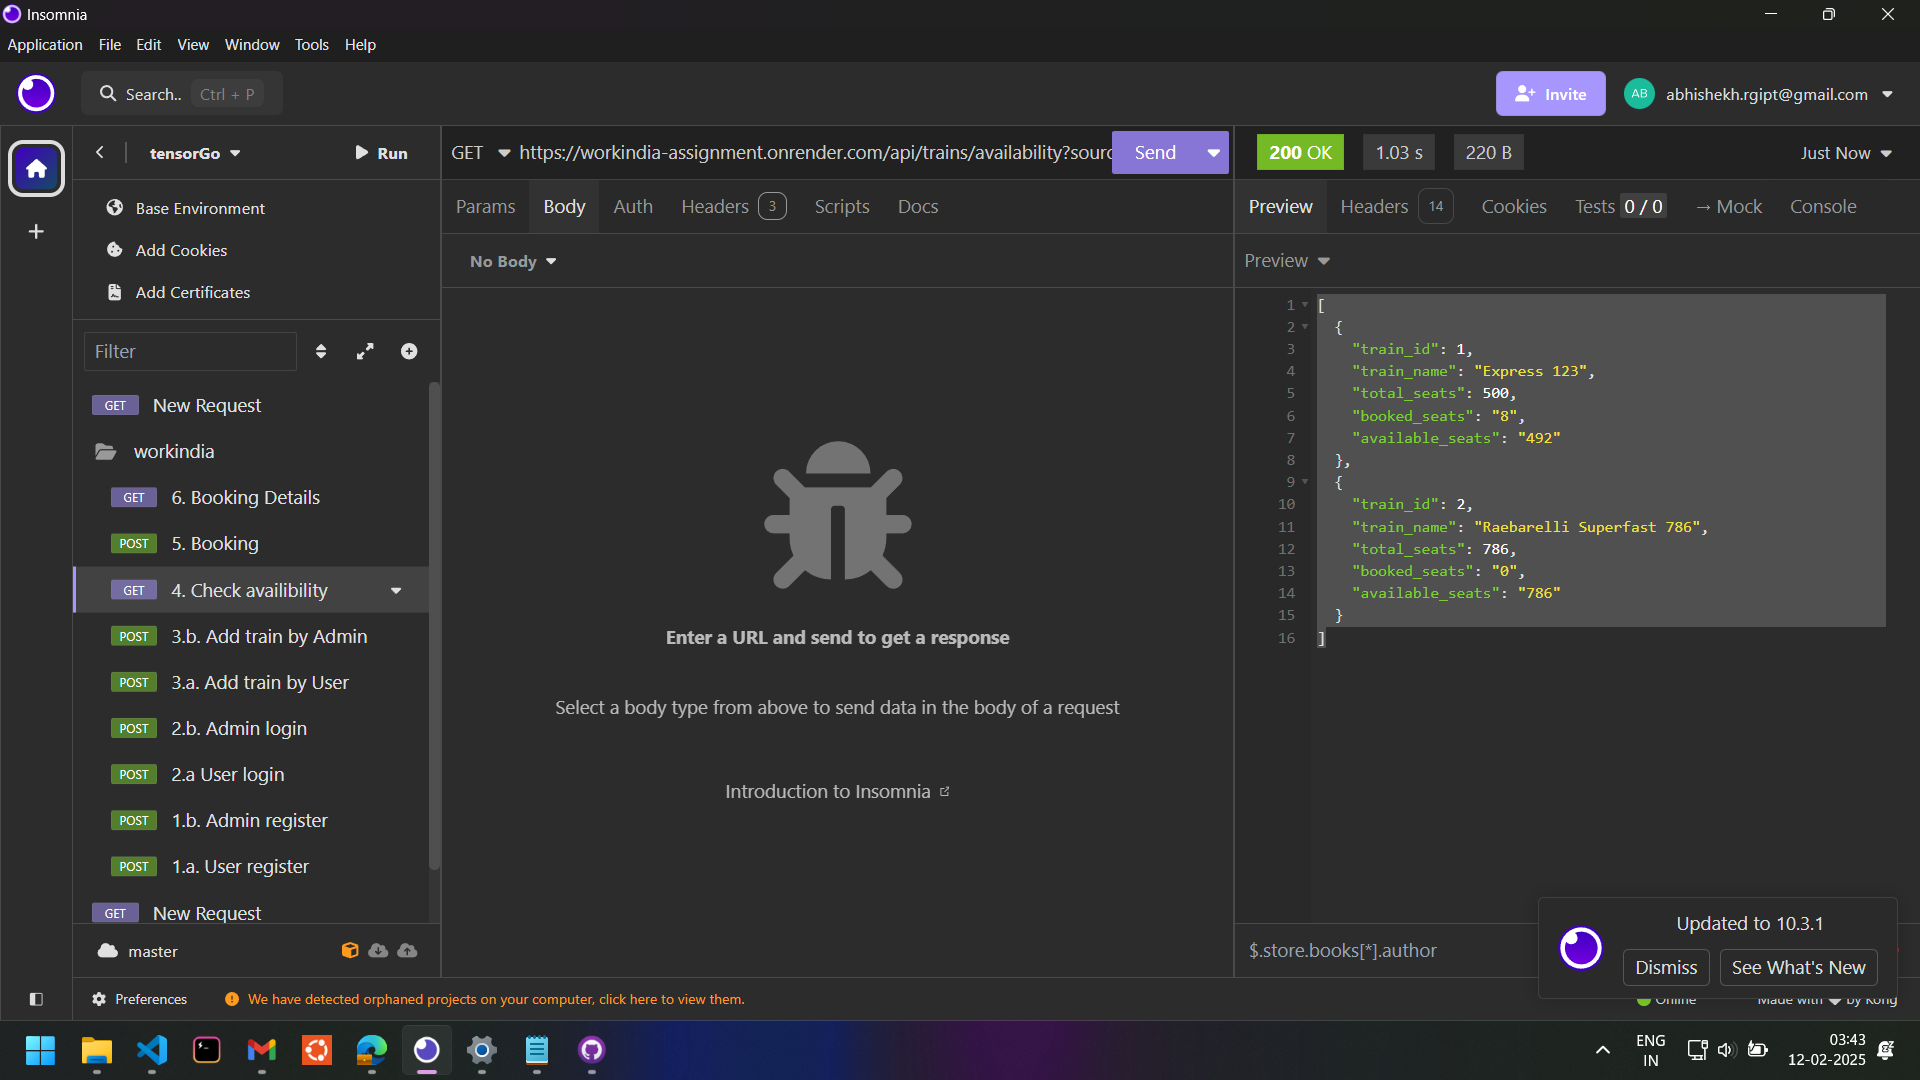 Insomnia
Application File Edit View Window Tools Help
Search.. Ctrl + P
Invite
AB abhishekh.rgipt@gmail.com
tensorGo Run
Base Environment
Add Cookies
Add Certificates
Filter
GET New Request
workindia
GET 6. Booking Details
POST 5. Booking
GET 4. Check availibility
POST 3.b. Add train by Admin
POST 3.a. Add train by User
POST 2.b. Admin login
POST 2.a User login
POST 1.b. Admin register
POST 1.a. User register
GET New Request
master
GET https://workindia-assignment.onrender.com/api/trains/availability?sourc Send
Params Body Auth Headers 3 Scripts Docs
No Body
Enter a URL and send to get a response
Select a body type from above to send data in the body of a request
Introduction to Insomnia
200 OK 1.03 s 220 B Just Now
Preview Headers 14 Cookies Tests 0 / 0 → Mock Console
Preview
1 [
2 {
3 "train_id": 1,
4 "train_name": "Express 123",
5 "total_seats": 500,
6 "booked_seats": "8",
7 "available_seats": "492"
8 },
9 {
10 "train_id": 2,
11 "train_name": "Raebarelli Superfast 786",
12 "total_seats": 786,
13 "booked_seats": "0",
14 "available_seats": "786"
15 }
16 ]
$.store.books[*].author
Updated to 10.3.1
Dismiss See What's New
Preferences We have detected orphaned projects on your computer, click here to view them. Online Made with ❤ by Kong
ENG
IN
03:43
12-02-2025